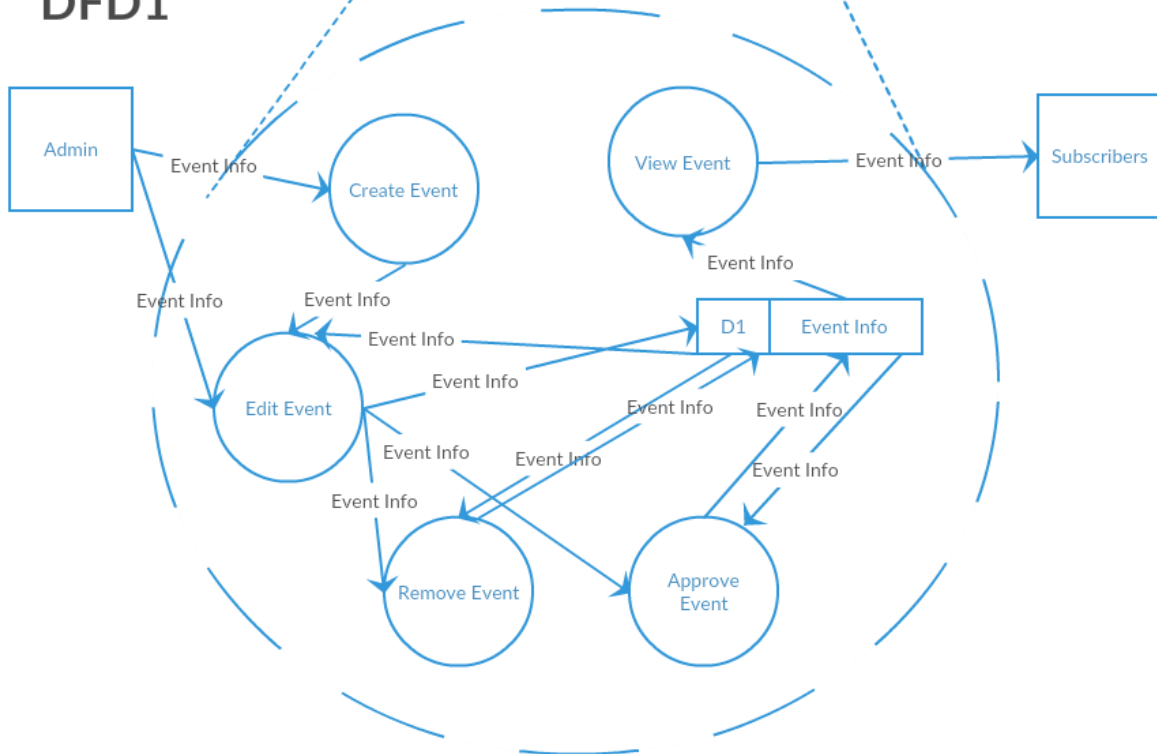 DFD1
Admin
Event Info
Create Event
View Event
Event Info
Subscribers
Event Info
Event Info
Event Info
Event Info
D1
Event Info
Event Info
Edit Event
Event Info
Event Info
Event Info
Event Info
Event Info
Event Info
Remove Event
Approve
Event